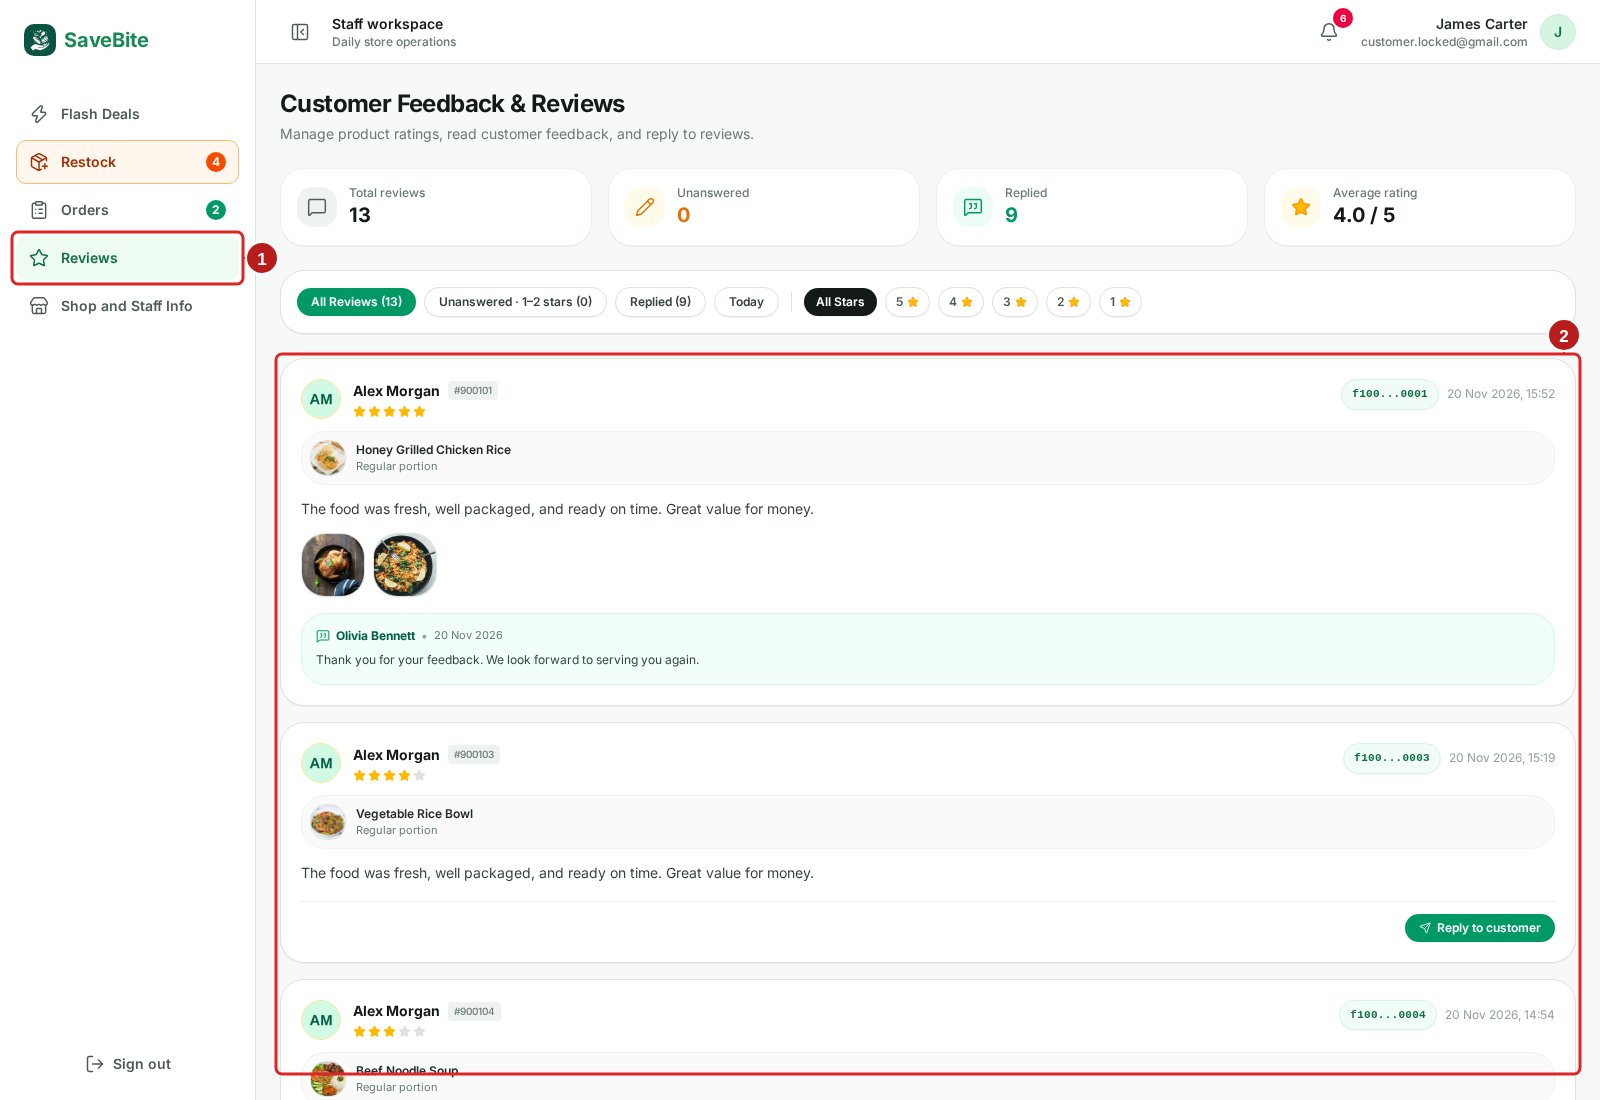 SaveBite
Staff workspace
Daily store operations
6
James Carter
customer.locked@gmail.com
J
Flash Deals
Restock
4
Orders
2
Reviews
1
Shop and Staff Info
Sign out
Customer Feedback & Reviews
Manage product ratings, read customer feedback, and reply to reviews.
Total reviews
13
Unanswered
0
Replied
9
Average rating
4.0 / 5
All Reviews (13)
Unanswered · 1–2 stars (0)
Replied (9)
Today
All Stars
5
4
3
2
1
2
AM
Alex Morgan
#900101
f100...0001
20 Nov 2026, 15:52
Honey Grilled Chicken Rice
Regular portion
The food was fresh, well packaged, and ready on time. Great value for money.
Olivia Bennett • 20 Nov 2026
Thank you for your feedback. We look forward to serving you again.
AM
Alex Morgan
#900103
f100...0003
20 Nov 2026, 15:19
Vegetable Rice Bowl
Regular portion
The food was fresh, well packaged, and ready on time. Great value for money.
Reply to customer
AM
Alex Morgan
#900104
f100...0004
20 Nov 2026, 14:54
Beef Noodle Soup
Regular portion